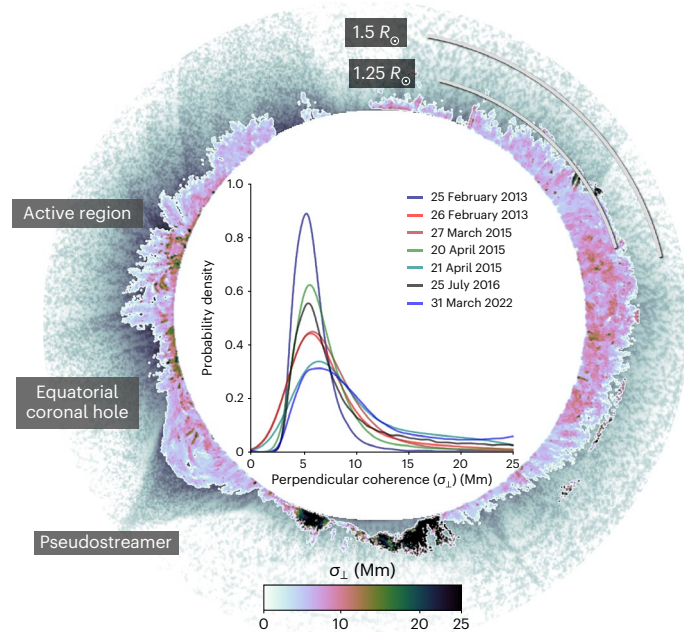 1.5 R☉
1.25 R☉
Active region
Equatorial
coronal hole
Pseudostreamer
1.0
0.8
0.6
0.4
0.2
0
Probability density
0 5 10 15 20 25
Perpendicular coherence (σ⊥) (Mm)
25 February 2013
26 February 2013
27 March 2015
20 April 2015
21 April 2015
25 July 2016
31 March 2022
σ⊥ (Mm)
0 10 20 25